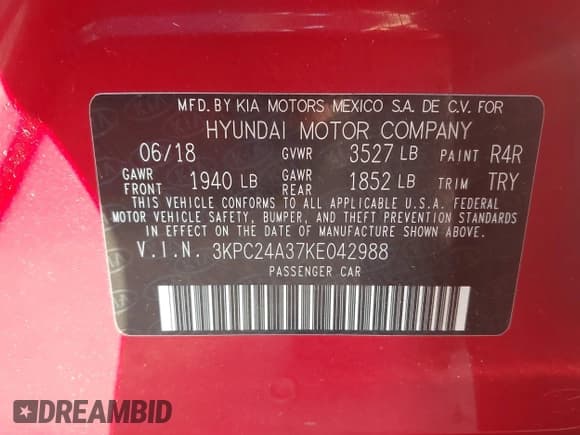 MFD. BY KIA MOTORS MEXICO S.A. DE C.V. FOR
HYUNDAI MOTOR COMPANY
06/18 GVWR 3527 LB PAINT R4R
GAWR FRONT 1940 LB GAWR REAR 1852 LB TRIM TRY
THIS VEHICLE CONFORMS TO ALL APPLICABLE U.S.A. FEDERAL
MOTOR VEHICLE SAFETY, BUMPER, AND THEFT PREVENTION STANDARDS
IN EFFECT ON THE DATE OF MANUFACTURE SHOWN ABOVE.
V.I.N. 3KPC24A37KE042988
PASSENGER CAR
DREAMBID